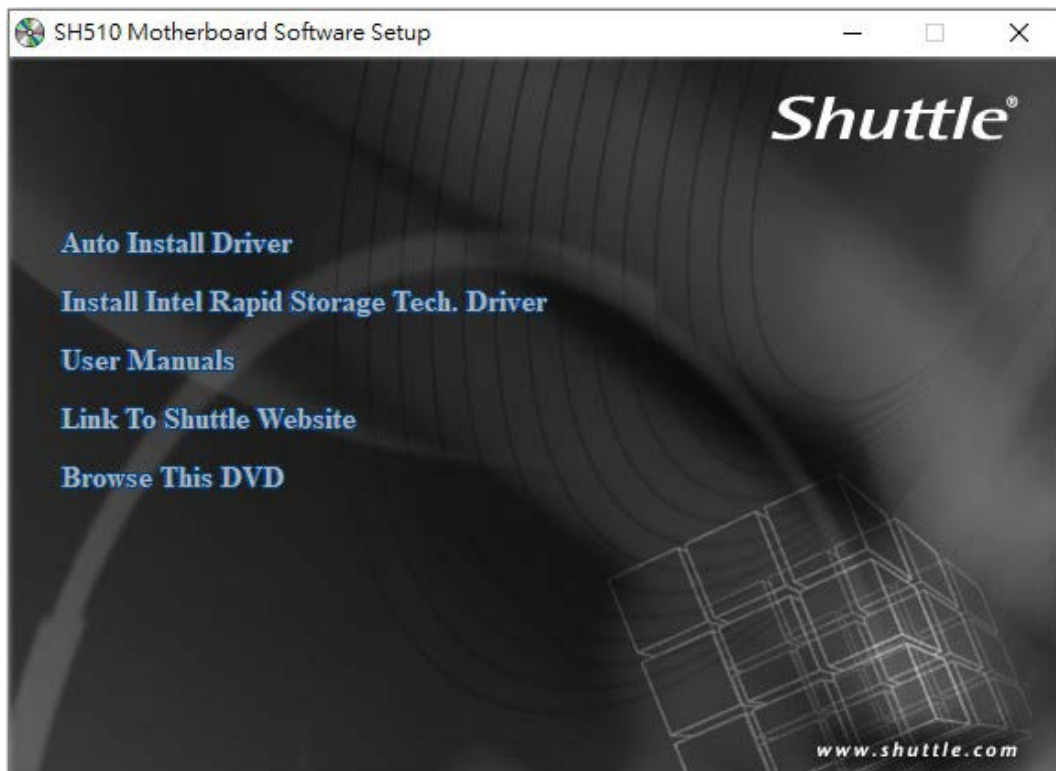 SH510 Motherboard Software Setup
Shuttle®
Auto Install Driver
Install Intel Rapid Storage Tech. Driver
User Manuals
Link To Shuttle Website
Browse This DVD
www.shuttle.com